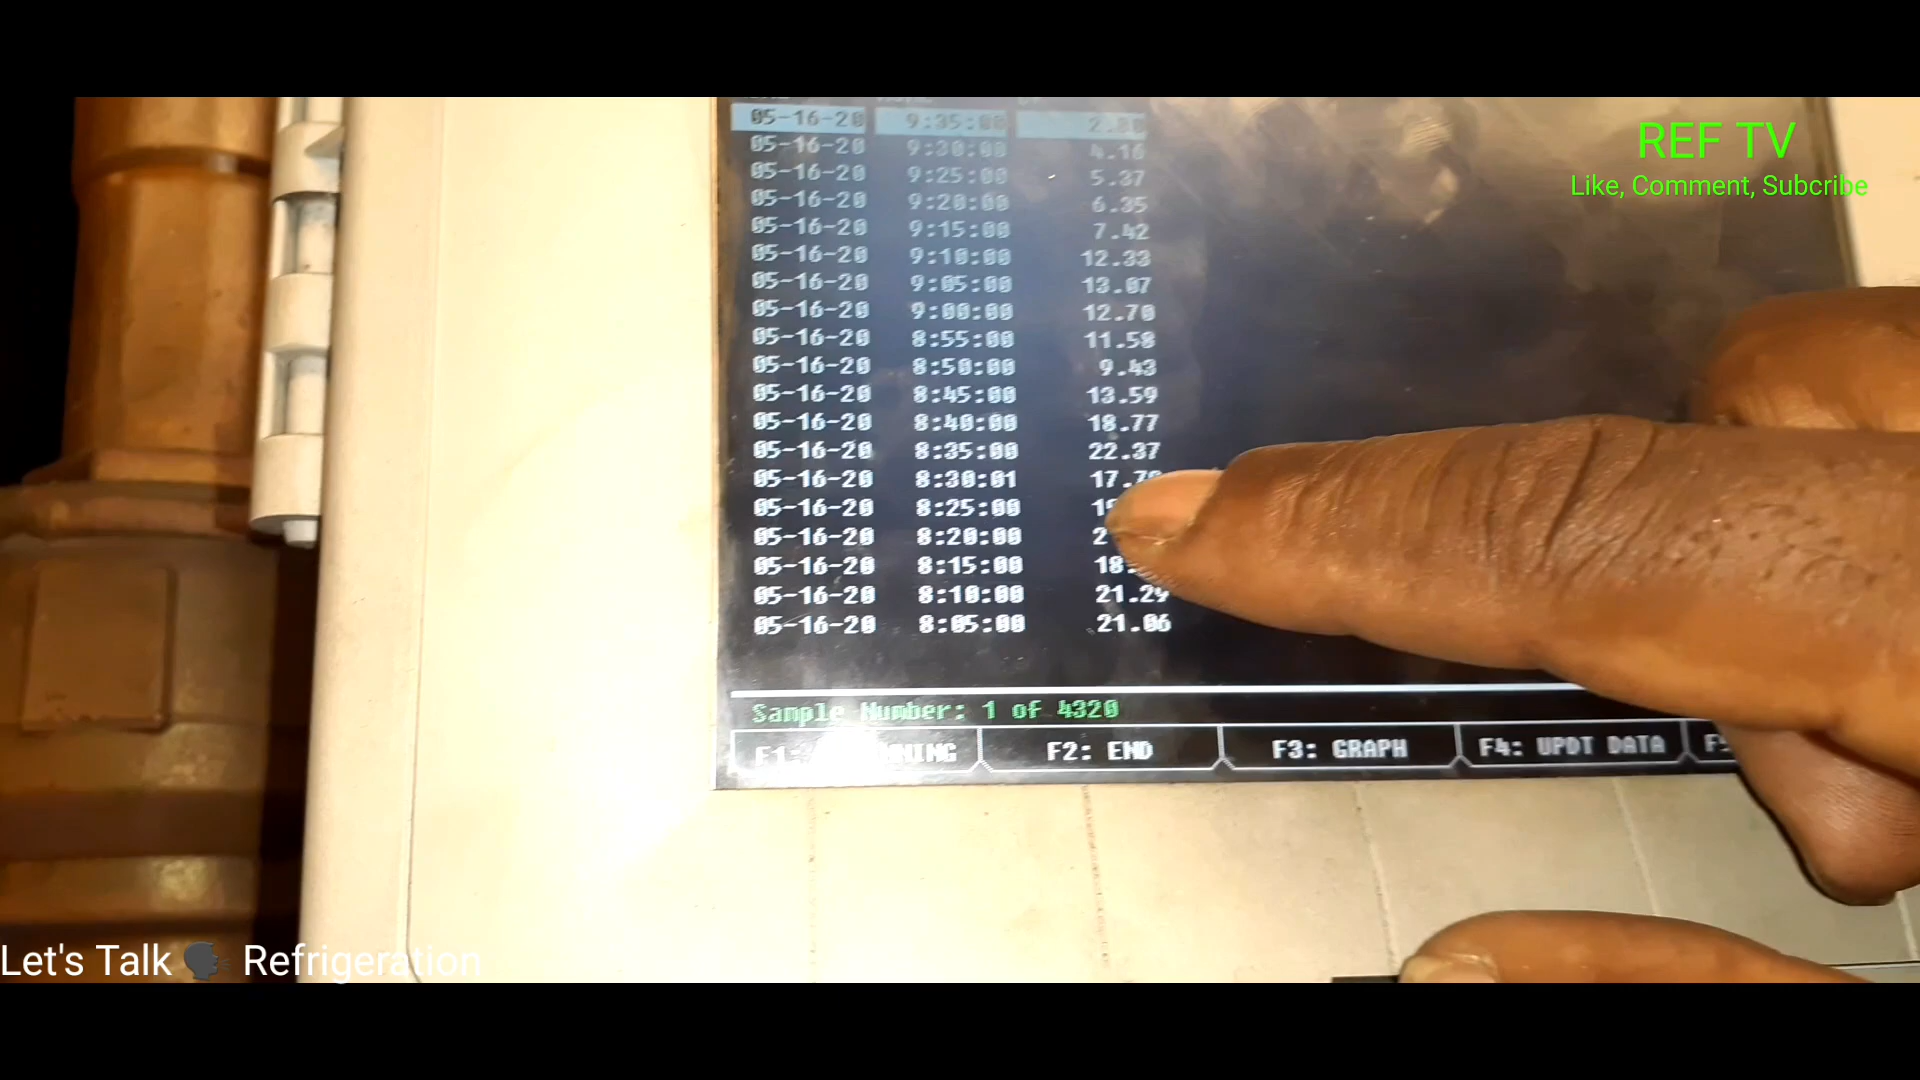 05-16-20 9:35:00 2.80
05-16-20 9:30:00 4.16
05-16-20 9:25:00 5.37
05-16-20 9:20:00 6.35
05-16-20 9:15:00 7.42
05-16-20 9:10:00 12.33
05-16-20 9:05:00 13.07
05-16-20 9:00:00 12.70
05-16-20 8:55:00 11.58
05-16-20 8:50:00 9.43
05-16-20 8:45:00 13.59
05-16-20 8:40:00 18.77
05-16-20 8:35:00 22.37
05-16-20 8:30:01
05-16-20 8:25:00
05-16-20 8:20:00
05-16-20 8:15:00
05-16-20 8:10:00 21.29
05-16-20 8:05:00 21.06
Sample Number: 1 of 4320
F1: F2: END F3: GRAPH F4: UPDT DATA
REF TV
Like, Comment, Subcribe
Let's Talk 🗣 Refrigeration